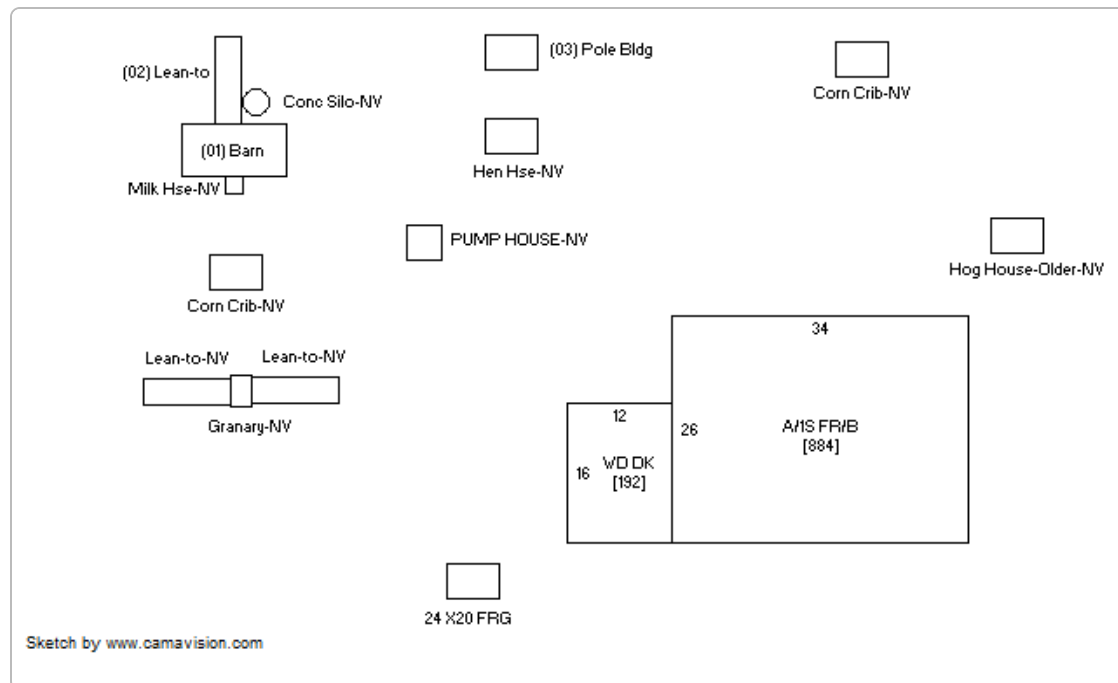 (03) Pole Bldg
(02) Lean-to
Corn Crib-NV
Conc Silo-NV
(01) Barn
Hen Hse-NV
Milk Hse-NV
PUMP HOUSE-NV
Hog House-Older-NV
Corn Crib-NV
34
Lean-to-NV
Lean-to-NV
12
26
A/1S FR/B
[884]
Granary-NV
16
WD DK
[192]
24 X20 FRG
Sketch by www.camavision.com